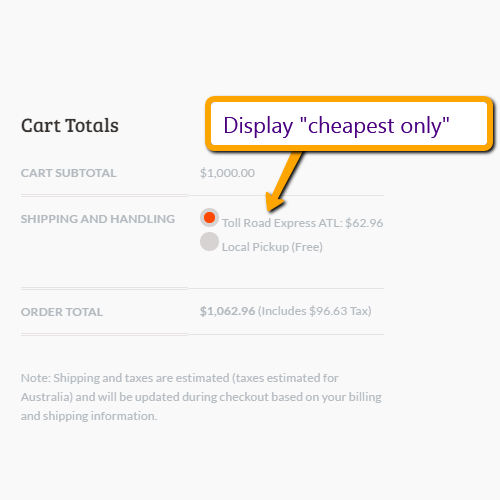 Display "cheapest only"
Cart Totals
CART SUBTOTAL $1,000.00
SHIPPING AND HANDLING Toll Road Express ATL: $62.96
Local Pickup (Free)
ORDER TOTAL $1,062.96 (Includes $96.63 Tax)
Note: Shipping and taxes are estimated (taxes estimated for
Australia) and will be updated during checkout based on your billing
and shipping information.